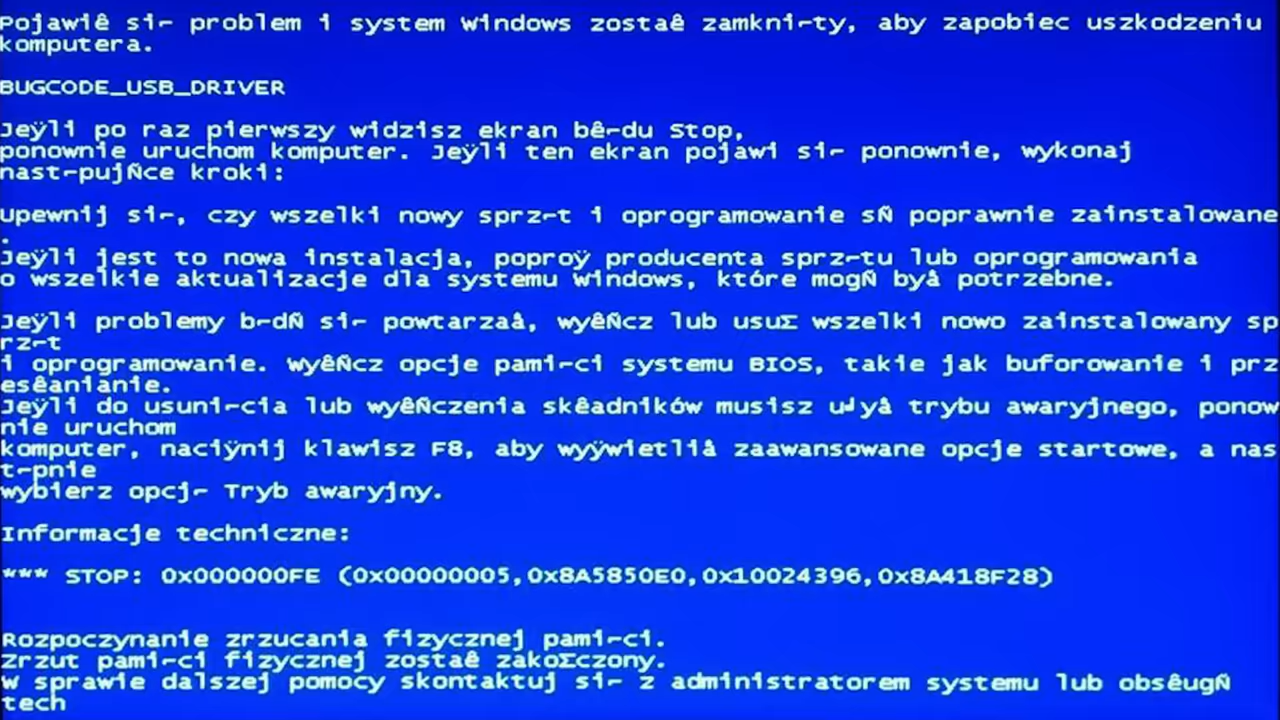 Pojawiê si⌐ problem i system Windows zostaê zamkni⌐ty, aby zapobiec uszkodzeniu
komputera.
BUGCODE_USB_DRIVER
Jeÿli po raz pierwszy widzisz ekran bê⌐du Stop,
ponownie uruchom komputer. Jeÿli ten ekran pojawi si⌐ ponownie, wykonaj
nast⌐pujÑce kroki:
Upewnij si⌐, czy wszelki nowy sprz⌐t i oprogramowanie sÑ poprawnie zainstalowane
.
Jeÿli jest to nowa instalacja, poproÿ producenta sprz⌐tu lub oprogramowania
o wszelkie aktualizacje dla systemu Windows, które mogÑ byå potrzebne.
Jeÿli problemy b⌐dÑ si⌐ powtarzaå, wyêÑcz lub usuΣ wszelki nowo zainstalowany sp
rz⌐t
i oprogramowanie. WyêÑcz opcje pami⌐ci systemu BIOS, takie jak buforowanie i prz
esêanianie.
Jeÿli do usuni⌐cia lub wyêÑczenia skêadników musisz u╛yå trybu awaryjnego, ponow
nie uruchom
komputer, naciÿnij klawisz F8, aby wyÿwietliå zaawansowane opcje startowe, a nas
t⌐pnie
wybierz opcj⌐ Tryb awaryjny.
Informacje techniczne:
*** STOP: 0x000000FE (0x00000005,0x8A5850E0,0x10024396,0x8A418F28)
Rozpoczynanie zrzucania fizycznej pami⌐ci.
Zrzut pami⌐ci fizycznej zostaê zakoΣczony.
W sprawie dalszej pomocy skontaktuj si⌐ z administratorem systemu lub obsêugÑ
tech